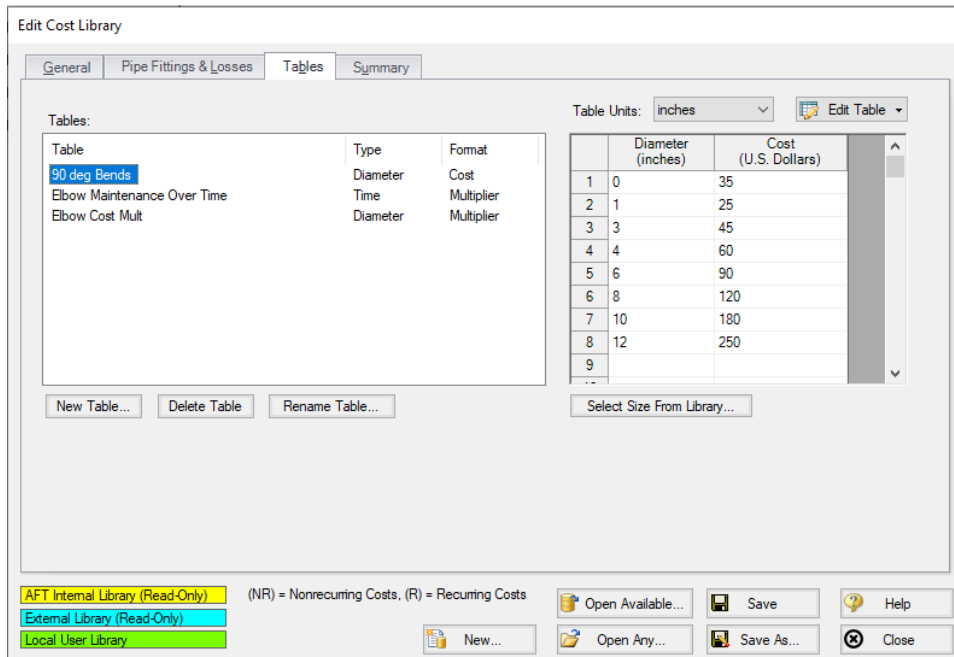 Edit Cost Library
General Pipe Fittings & Losses Tables Summary
Tables:
Table Type Format
90 deg Bends Diameter Cost
Elbow Maintenance Over Time Time Multiplier
Elbow Cost Mult Diameter Multiplier
New Table... Delete Table Rename Table...
Table Units: inches Edit Table
Diameter (inches) Cost (U.S. Dollars)
1 0 35
2 1 25
3 3 45
4 4 60
5 6 90
6 8 120
7 10 180
8 12 250
9
Select Size From Library...
AFT Internal Library (Read-Only) (NR) = Nonrecurring Costs, (R) = Recurring Costs
External Library (Read-Only)
Local User Library
Open Available... Save Help
New... Open Any... Save As... Close